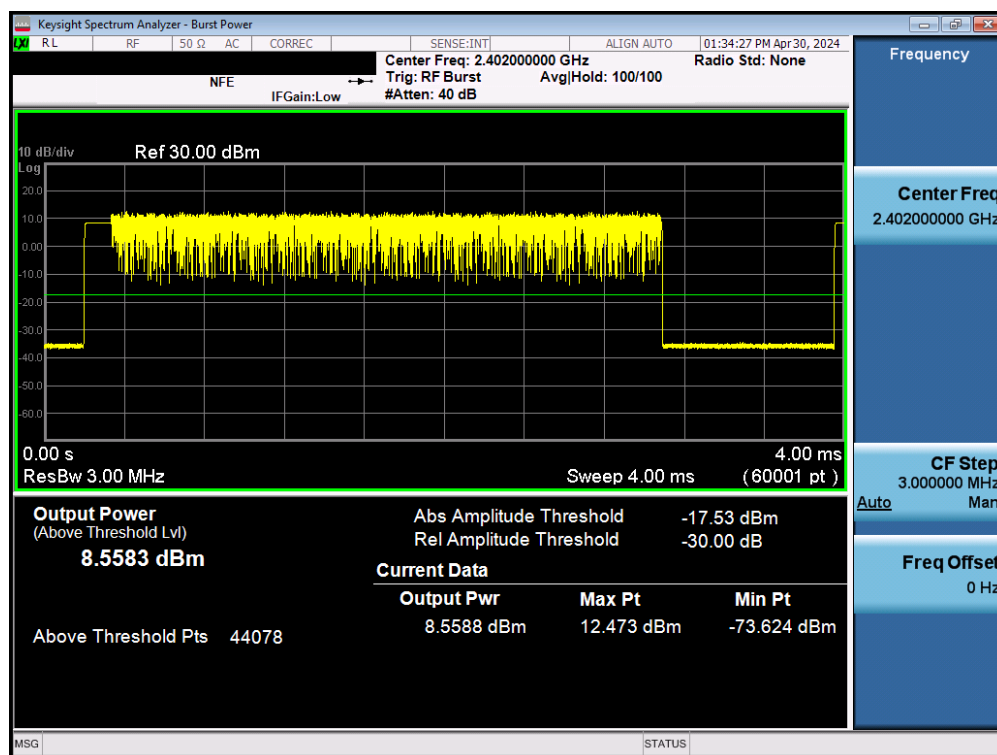 Keysight Spectrum Analyzer - Burst Power
LXI RL RF 50 Ω AC CORREC SENSE:INT ALIGN AUTO 01:34:27 PM Apr 30, 2024
Center Freq: 2.402000000 GHz Radio Std: None
NFE Trig: RF Burst Avg|Hold: 100/100
IFGain:Low #Atten: 40 dB
10 dB/div Ref 30.00 dBm
Log
20.0
10.0
0.00
-10.0
-20.0
-30.0
-40.0
-50.0
-60.0
0.00 s 4.00 ms
ResBw 3.00 MHz Sweep 4.00 ms (60001 pt )
Output Power
(Above Threshold Lvl)
8.5583 dBm
Above Threshold Pts 44078
Abs Amplitude Threshold -17.53 dBm
Rel Amplitude Threshold -30.00 dB
Current Data
Output Pwr Max Pt Min Pt
8.5588 dBm 12.473 dBm -73.624 dBm
Frequency
Center Freq
2.402000000 GHz
CF Step
3.000000 MHz
Auto Man
Freq Offset
0 Hz
MSG STATUS